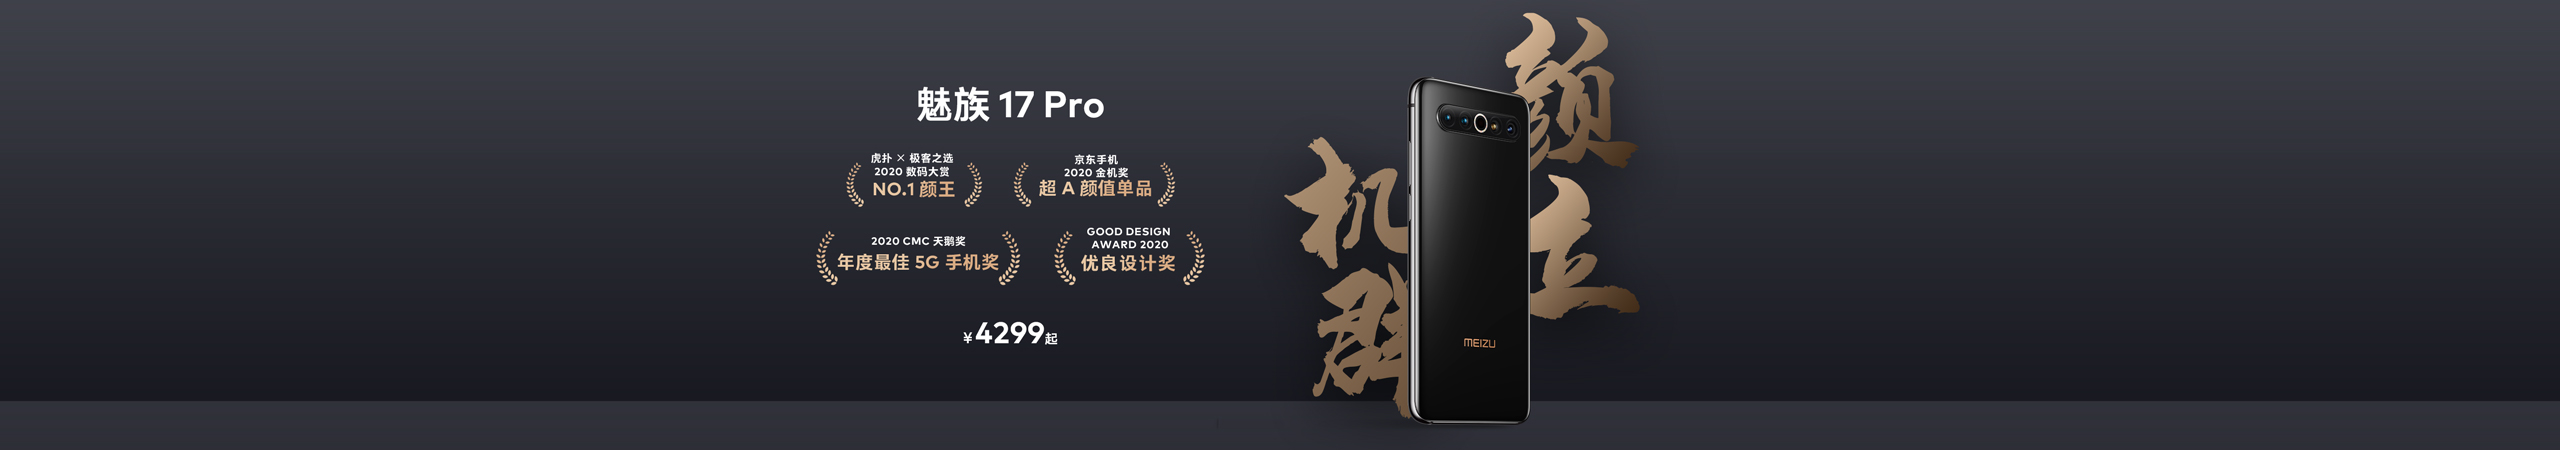 魅族 17 Pro
虎扑 × 极客之选
2020 数码大赏
NO.1 颜王
京东手机
2020 金机奖
超 A 颜值单品
2020 CMC 天鹅奖
年度最佳 5G 手机奖
GOOD DESIGN
AWARD 2020
优良设计奖
¥4299起
颜
立
机
群
MEIZU